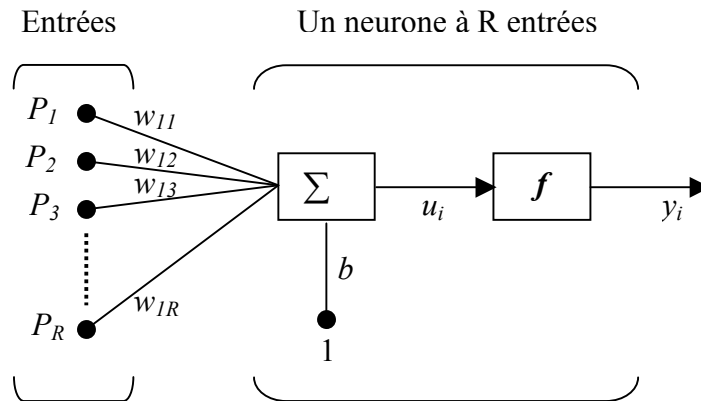 Entrées
Un neurone à R entrées
P1
w11
P2
w12
P3
w13
PR
w1R
∑
ui
f
yi
b
1